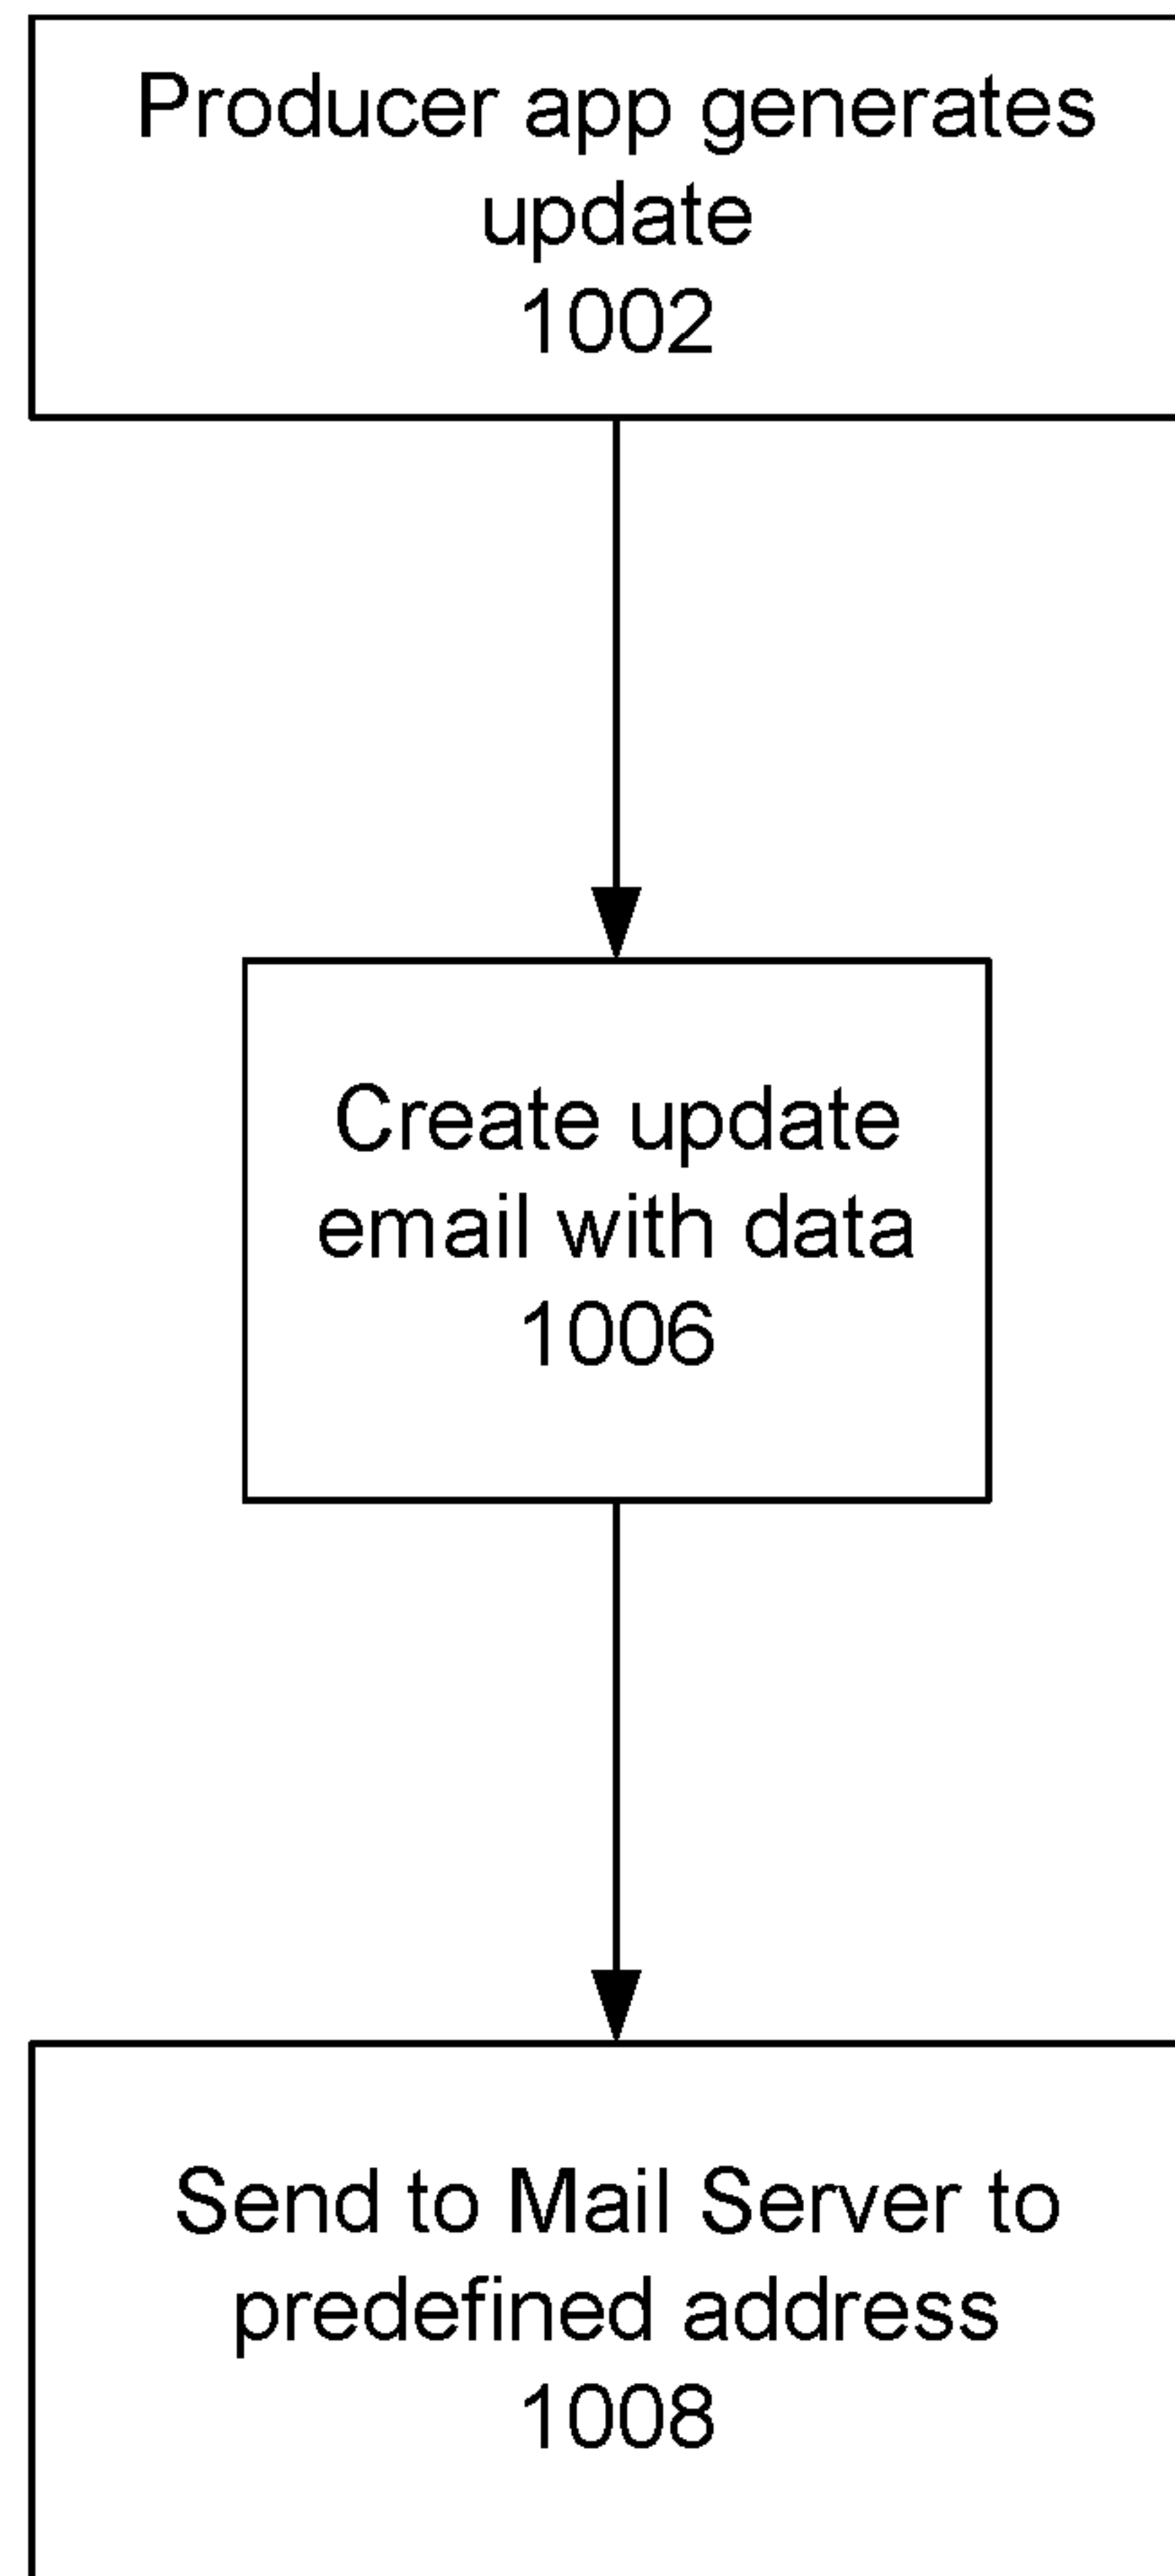 Producer app generates
update
1002
Create update
email with data
1006
Send to Mail Server to
predefined address
1008